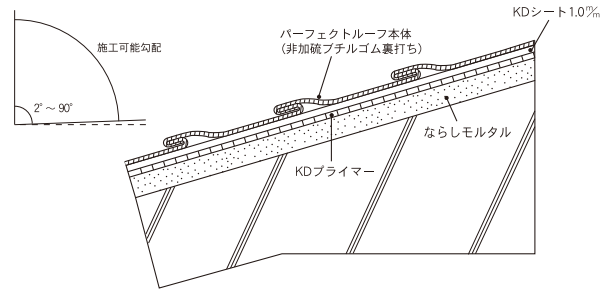 KDシート1.0m/m
パーフェクトルーフ本体
（非加硫ブチルゴム裏打ち）
施工可能勾配
2°～90°
ならしモルタル
KDプライマー